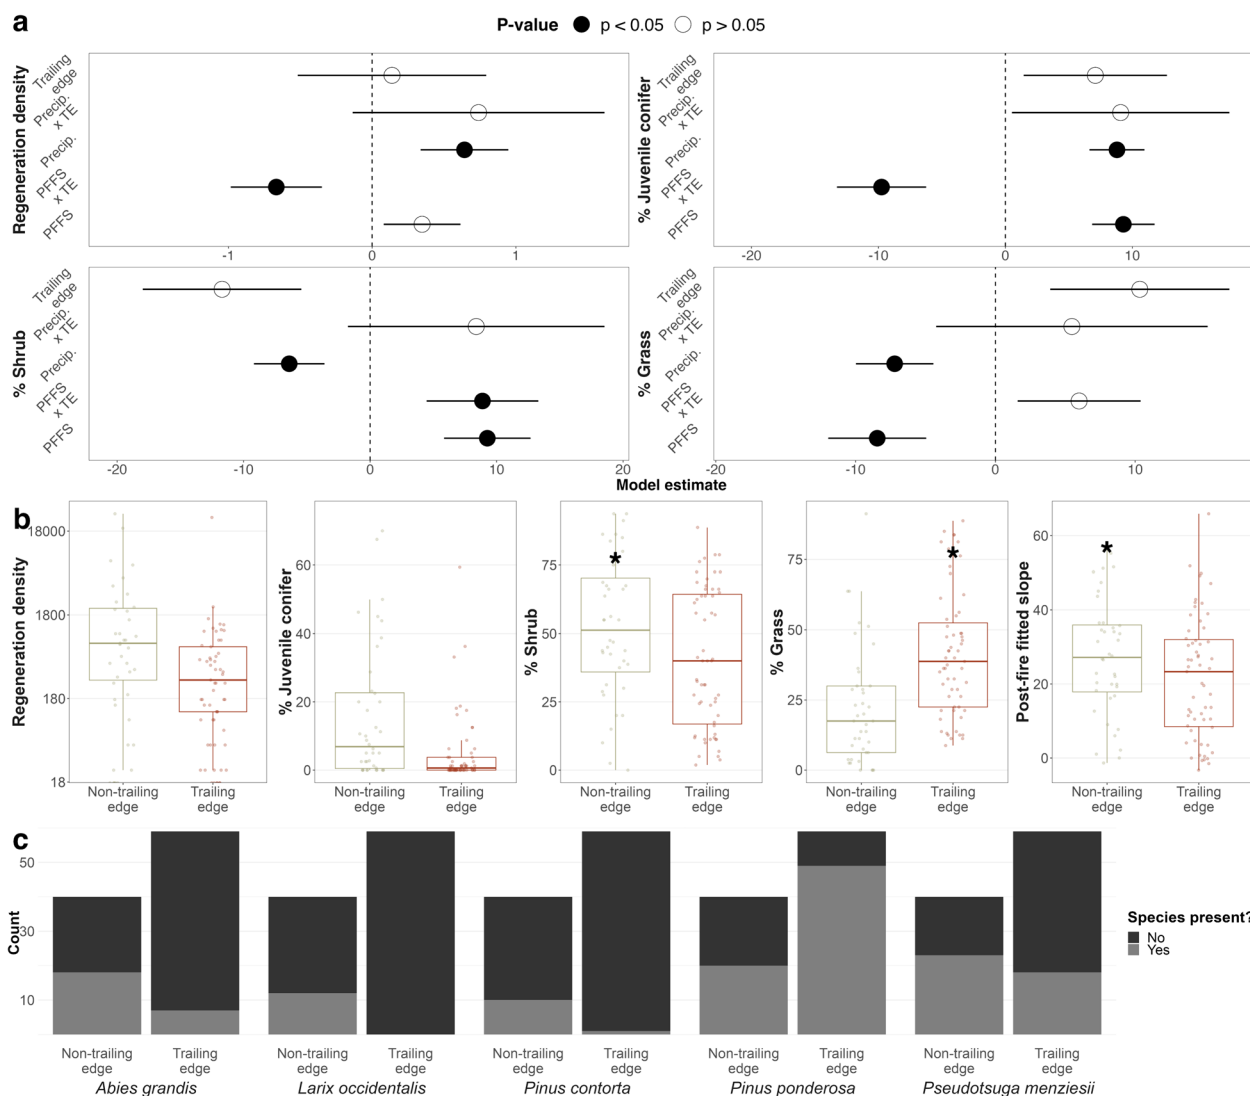 a
P-value p < 0.05 p > 0.05
Regeneration density
Trailing
edge
Precip.
x TE
Precip.
PFFS
x TE
PFFS
-1 0 1
% Juvenile conifer
Trailing
edge
Precip.
x TE
Precip.
PFFS
x TE
PFFS
-20 -10 0 10
% Shrub
Trailing
edge
Precip.
x TE
Precip.
PFFS
x TE
PFFS
-20 -10 0 10 20
% Grass
Trailing
edge
Precip.
x TE
Precip.
PFFS
x TE
PFFS
-20 -10 0 10
Model estimate
b
Regeneration density
18000
1800
180
18
Non-trailing
edge
Trailing
edge
% Juvenile conifer
60
40
20
0
Non-trailing
edge
Trailing
edge
% Shrub
75
50
25
0
*
Non-trailing
edge
Trailing
edge
% Grass
75
50
25
0
*
Non-trailing
edge
Trailing
edge
Post-fire fitted slope
60
40
20
0
*
Non-trailing
edge
Trailing
edge
c
Count
50
30
10
Non-trailing
edge
Trailing
edge
Abies grandis
Non-trailing
edge
Trailing
edge
Larix occidentalis
Non-trailing
edge
Trailing
edge
Pinus contorta
Non-trailing
edge
Trailing
edge
Pinus ponderosa
Non-trailing
edge
Trailing
edge
Pseudotsuga menziesii
Species present?
No
Yes